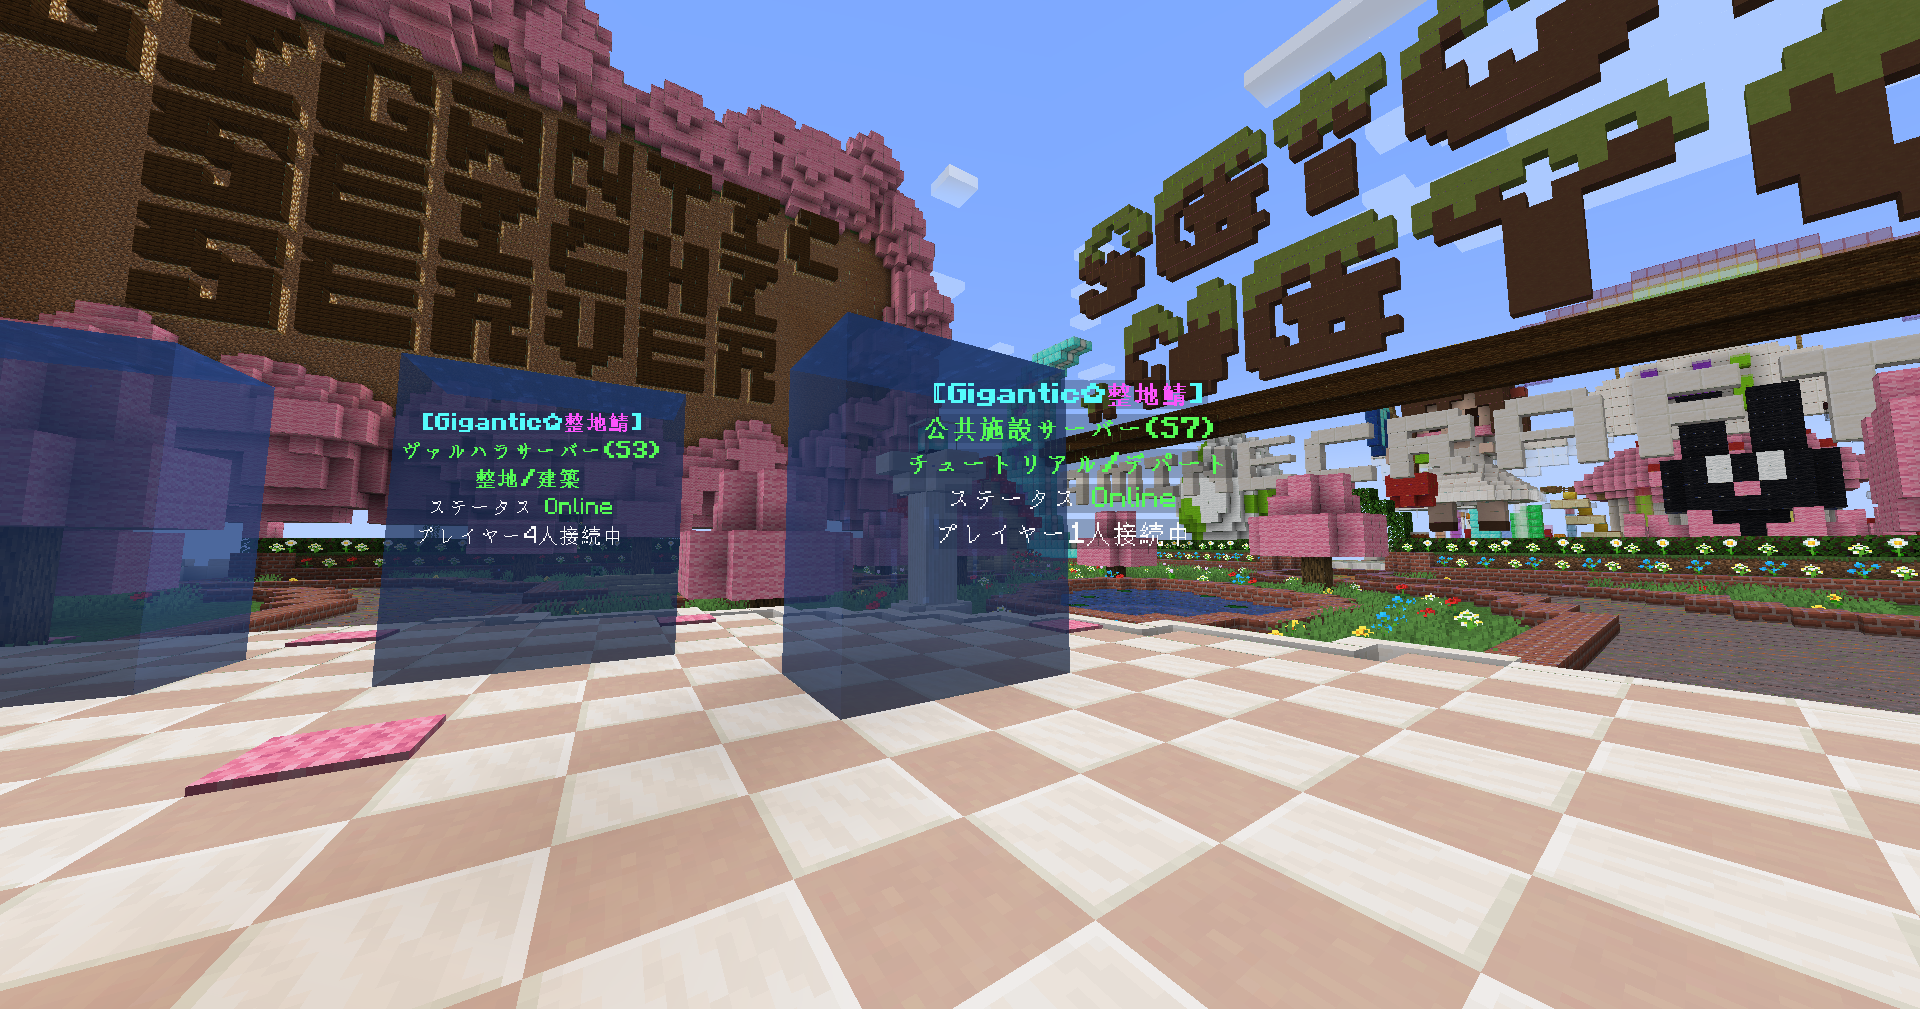 GIGANTIC
SEICHI
SERVER
[Gigantic✿整地鯖]
ヴァルハラサーバー(S3)
整地/建築
ステータス Online
プレイヤー4人接続中
[Gigantic✿整地鯖]
公共施設サーバー(S7)
チュートリアル/デパート
ステータス Online
プレイヤー1人接続中